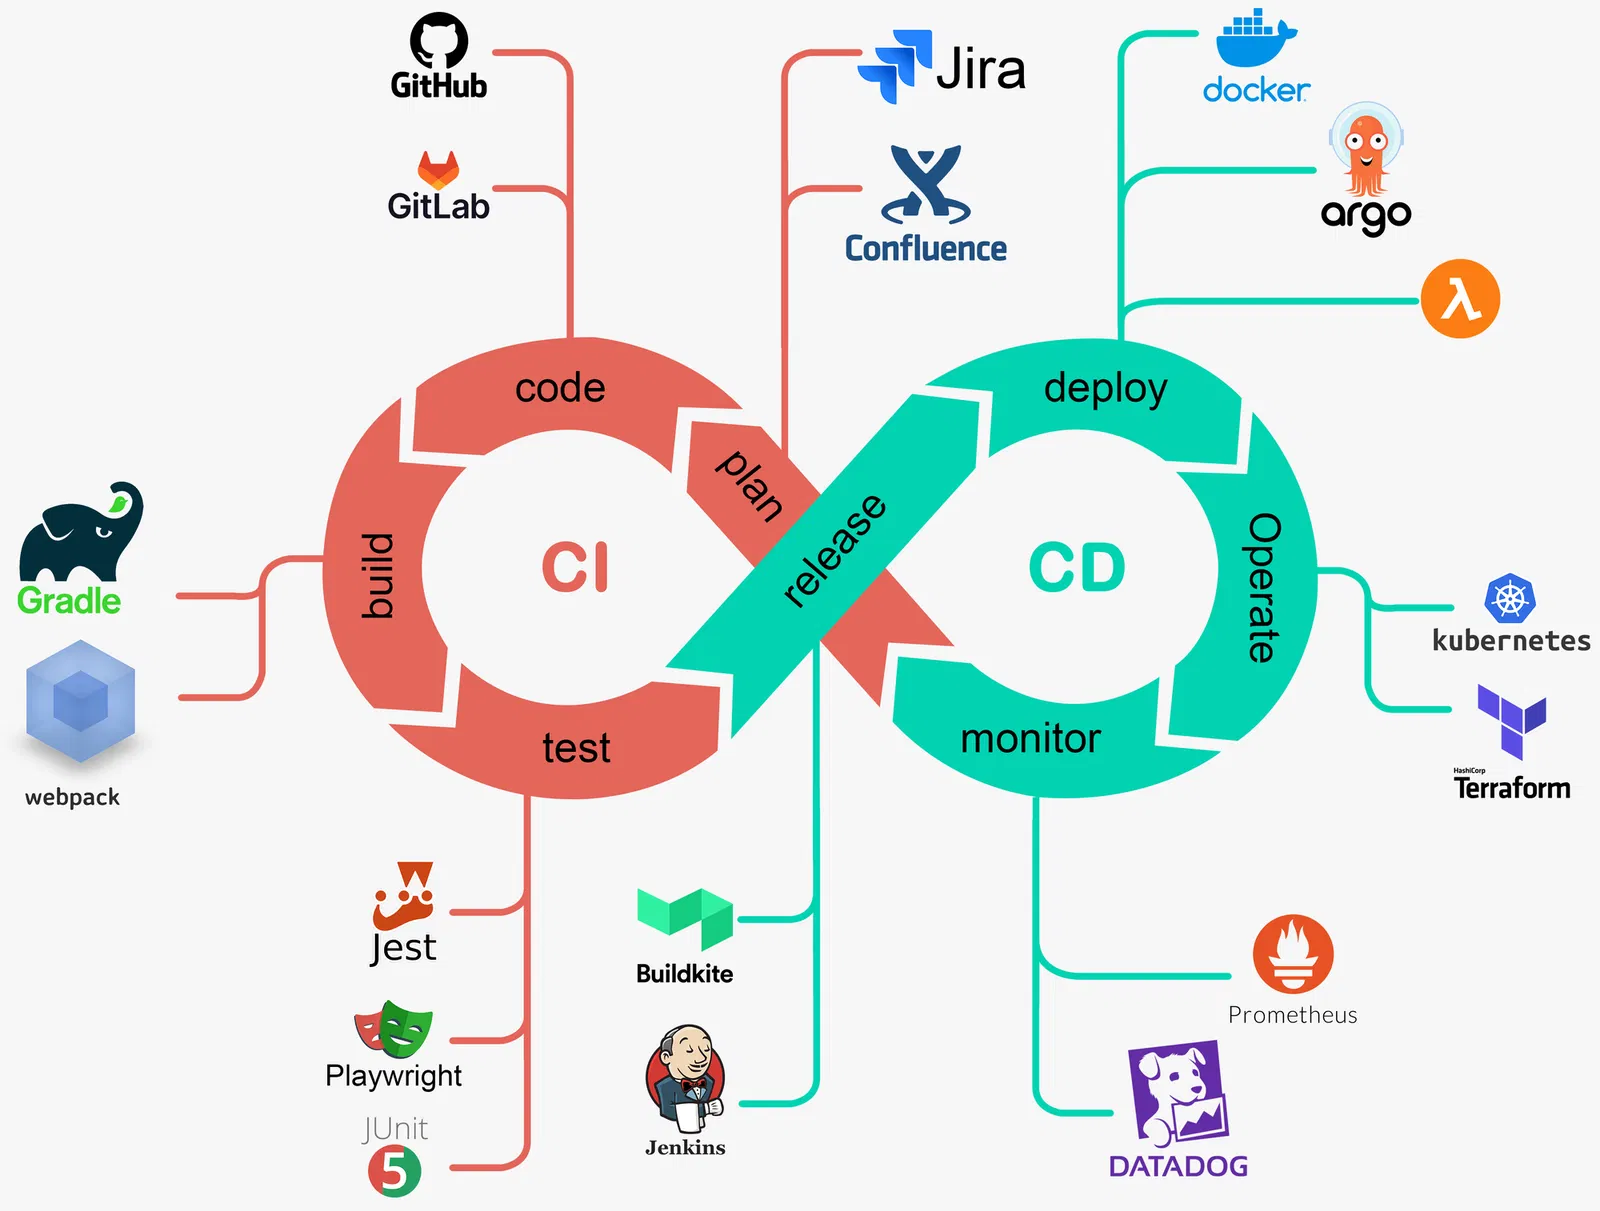 GitHub
GitLab
Jira
Confluence
docker
argo
λ
code
plan
release
deploy
build
CI
CD
Operate
test
monitor
Gradle
webpack
kubernetes
HashiCorp
Terraform
Jest
Playwright
JUnit
5
Buildkite
Jenkins
Prometheus
DATADOG